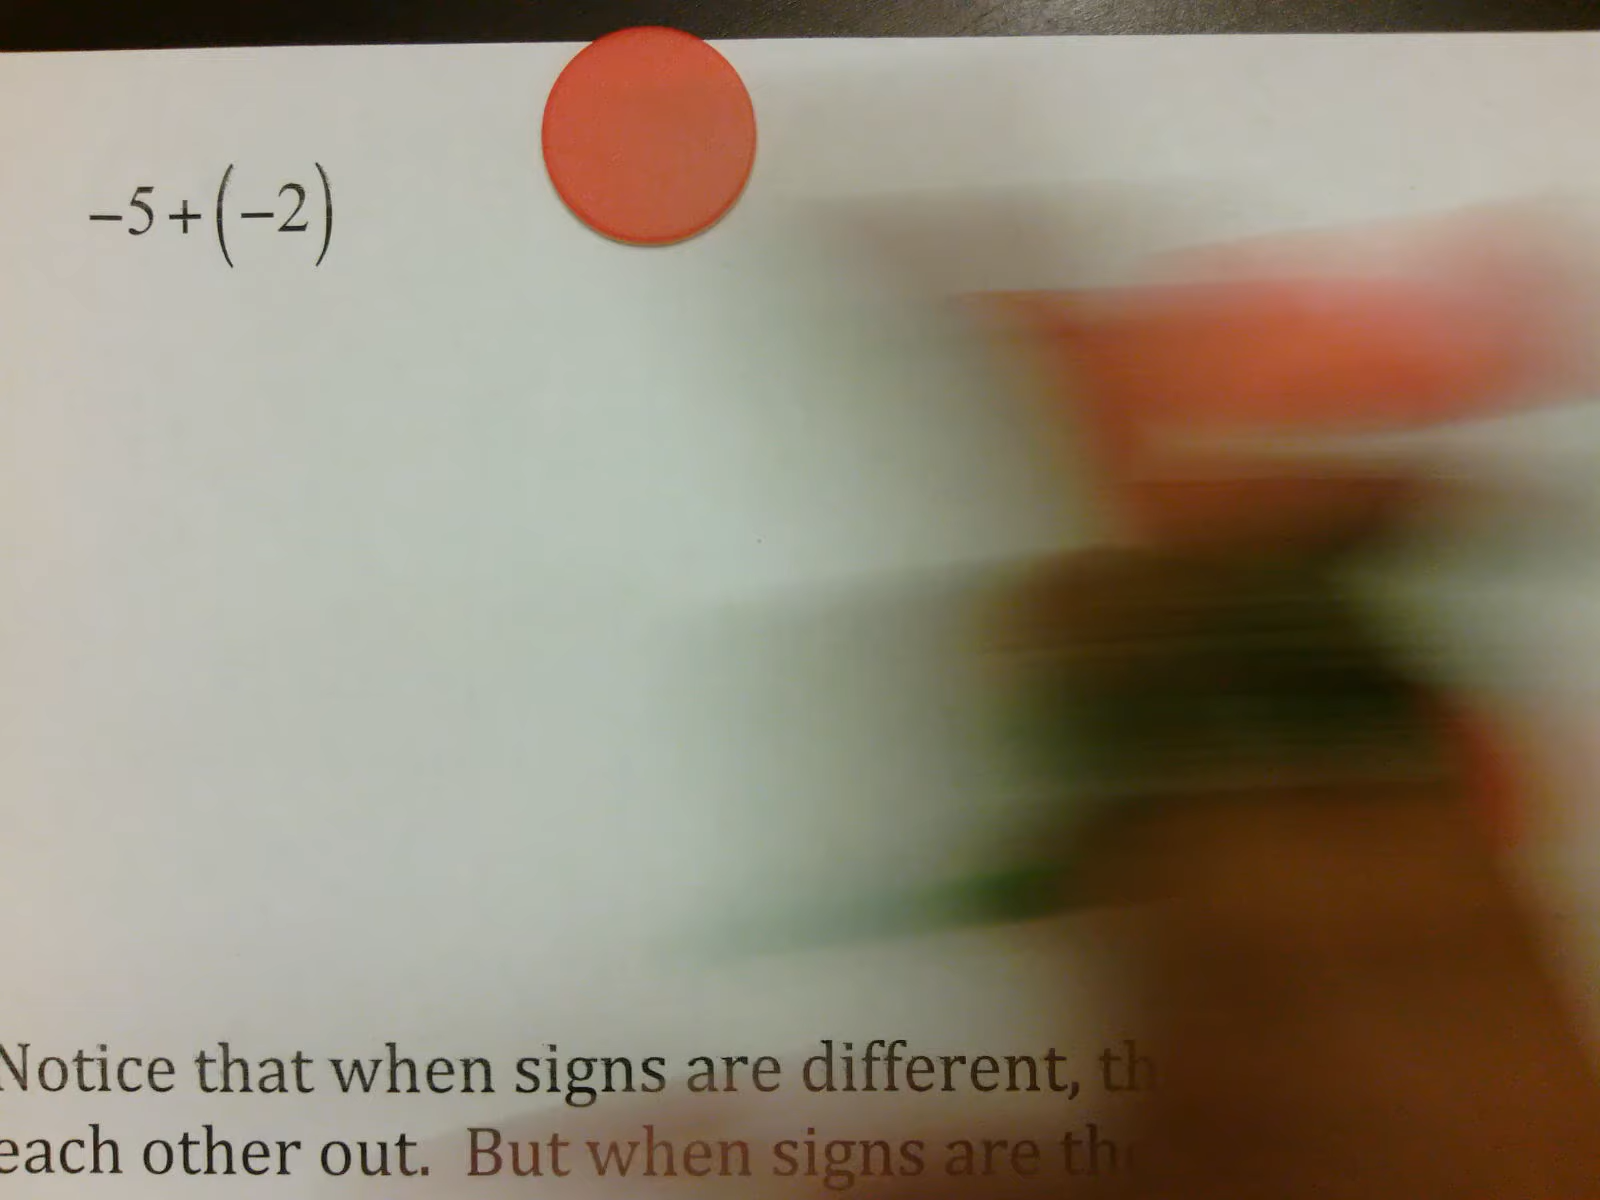 −5+(−2)
Notice that when signs are different,
each other out. But when signs are